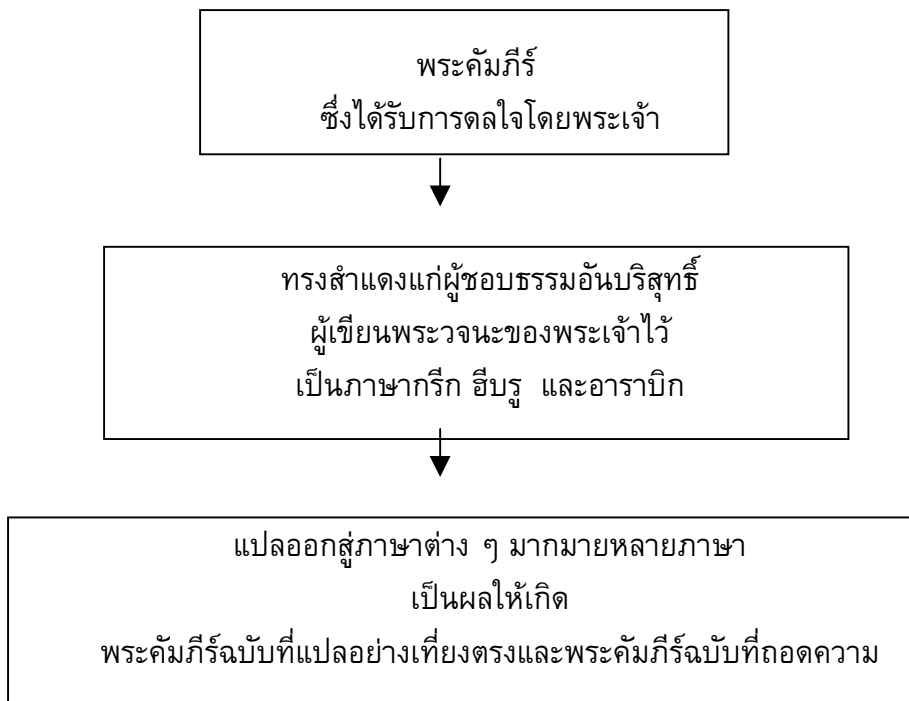 พระคัมภีร์
ซึ่งได้รับการดลใจโดยพระเจ้า
ทรงสำแดงแก่ผู้ชอบธรรมอันบริสุทธิ์
ผู้เขียนพระวจนะของพระเจ้าไว้
เป็นภาษากรีก ฮีบรู และอาราบิก
แปลออกสู่ภาษาต่าง ๆ มากมายหลายภาษา
เป็นผลให้เกิด
พระคัมภีร์ฉบับที่แปลอย่างเที่ยงตรงและพระคัมภีร์ฉบับที่ถอดความ